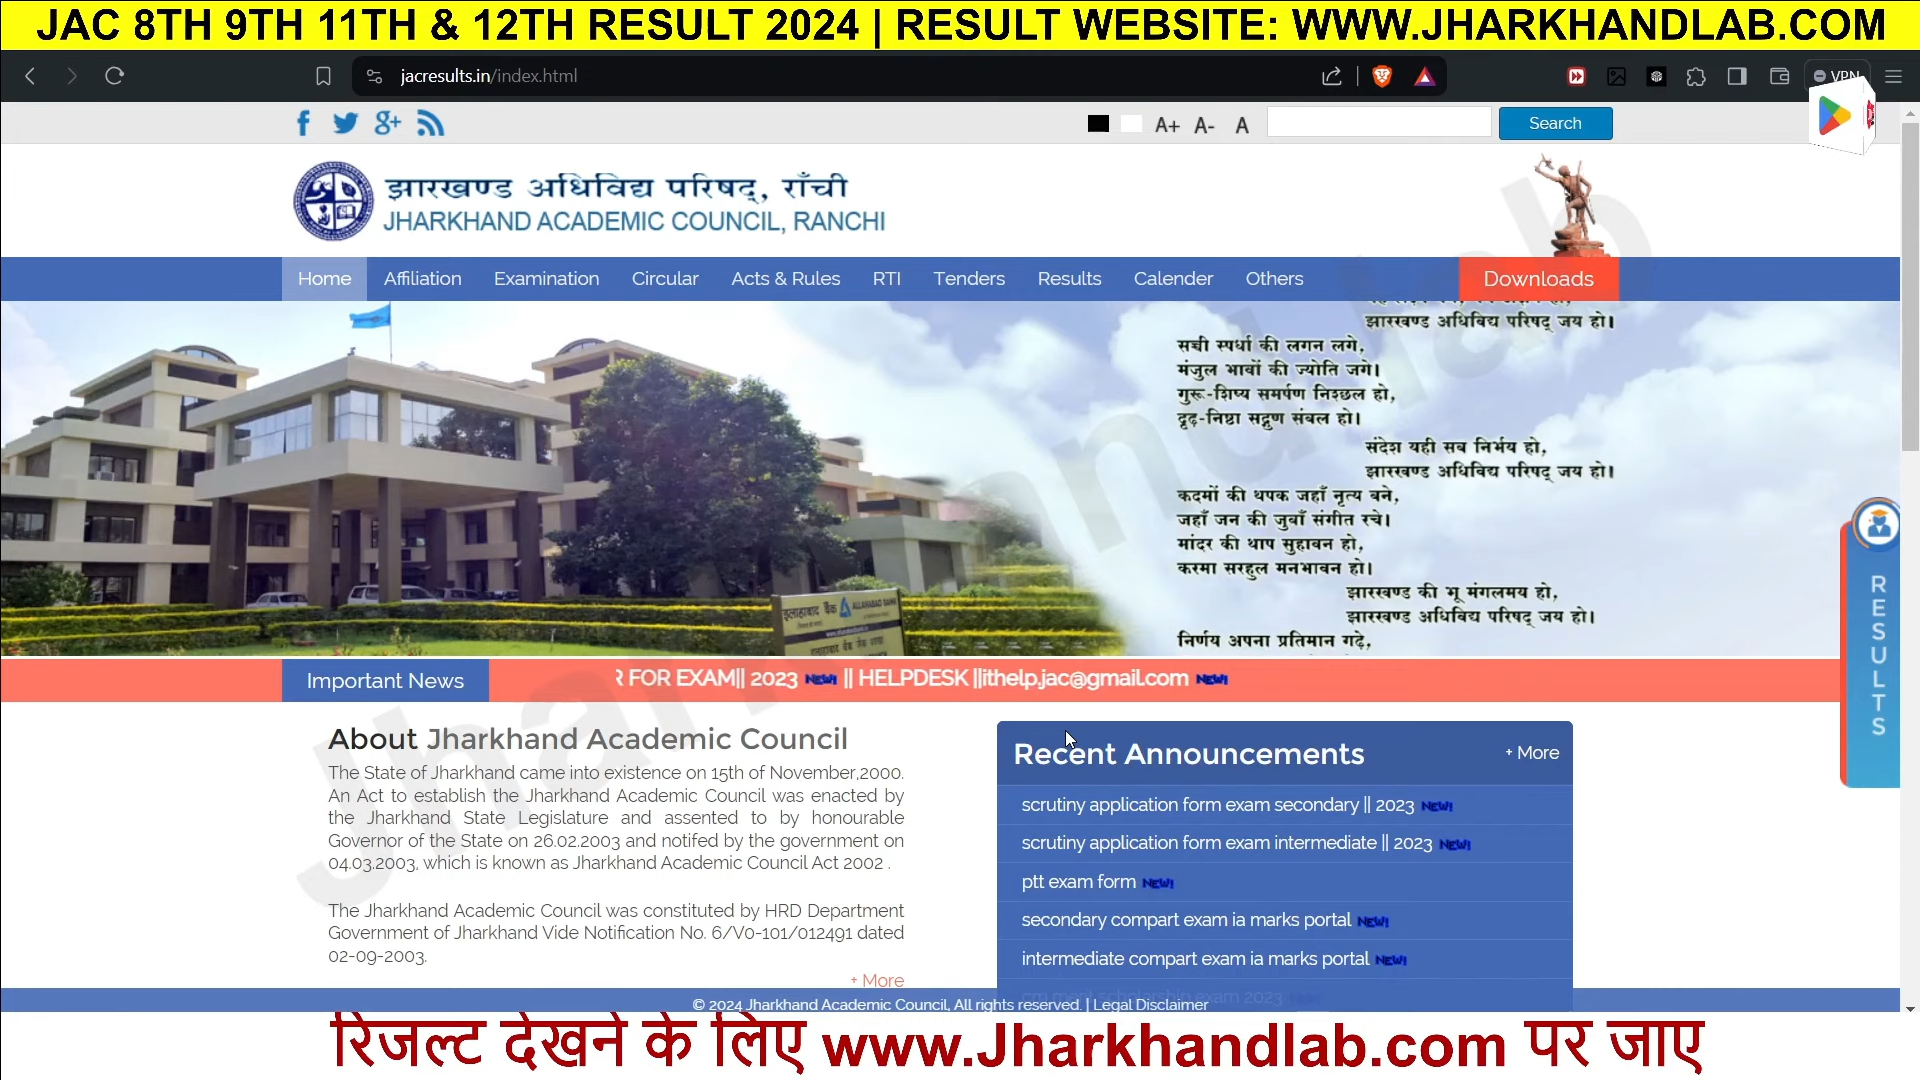 JAC 8TH 9TH 11TH & 12TH RESULT 2024 | RESULT WEBSITE: WWW.JHARKHANDLAB.COM
jacresults.in/index.html
VPN
A+ A- A
Search
झारखण्ड अधिविद्य परिषद्, राँची
JHARKHAND ACADEMIC COUNCIL, RANCHI
Home Affiliation Examination Circular Acts & Rules RTI Tenders Results Calender Others Downloads
झारखण्ड अधिविद्य परिषद् जय हो।
सच्ची स्पर्धा की लगन लगे,
मंजुल भावों की ज्योति जगे।
गुरू-शिष्य समर्पण निश्छल हो,
दृढ़-निष्ठा सद्गुण संबल हो।
संदेश यही सब निर्भय हो,
झारखण्ड अधिविद्य परिषद् जय हो।
कदमों की थपक जहाँ नृत्य बने,
जहाँ जन की जुबाँ संगीत रचे।
मांदर की थाप सुहावन हो,
करमा सरहुल मनभावन हो।
झारखण्ड की भू मंगलमय हो,
झारखण्ड अधिविद्य परिषद् जय हो।
निर्णय अपना प्रतिमान गढ़े,
इलाहाबाद बैंक ALLAHABAD BANK
RESULTS
Important News
R FOR EXAM|| 2023 NEW! || HELPDESK ||ithelp.jac@gmail.com NEW!
About Jharkhand Academic Council
The State of Jharkhand came into existence on 15th of November,2000.
An Act to establish the Jharkhand Academic Council was enacted by
the Jharkhand State Legislature and assented to by honourable
Governor of the State on 26.02.2003 and notifed by the government on
04.03.2003, which is known as Jharkhand Academic Council Act 2002 .
The Jharkhand Academic Council was constituted by HRD Department
Government of Jharkhand Vide Notification No. 6/V0-101/012491 dated
02-09-2003.
+ More
Recent Announcements
+ More
scrutiny application form exam secondary || 2023 NEW!
scrutiny application form exam intermediate || 2023 NEW!
ptt exam form NEW!
secondary compart exam ia marks portal NEW!
intermediate compart exam ia marks portal NEW!
cm merit scholarship exam 2023
© 2024 Jharkhand Academic Council, All rights reserved. | Legal Disclaimer
Jharkhand lab
रिजल्ट देखने के लिए www.Jharkhandlab.com पर जाए